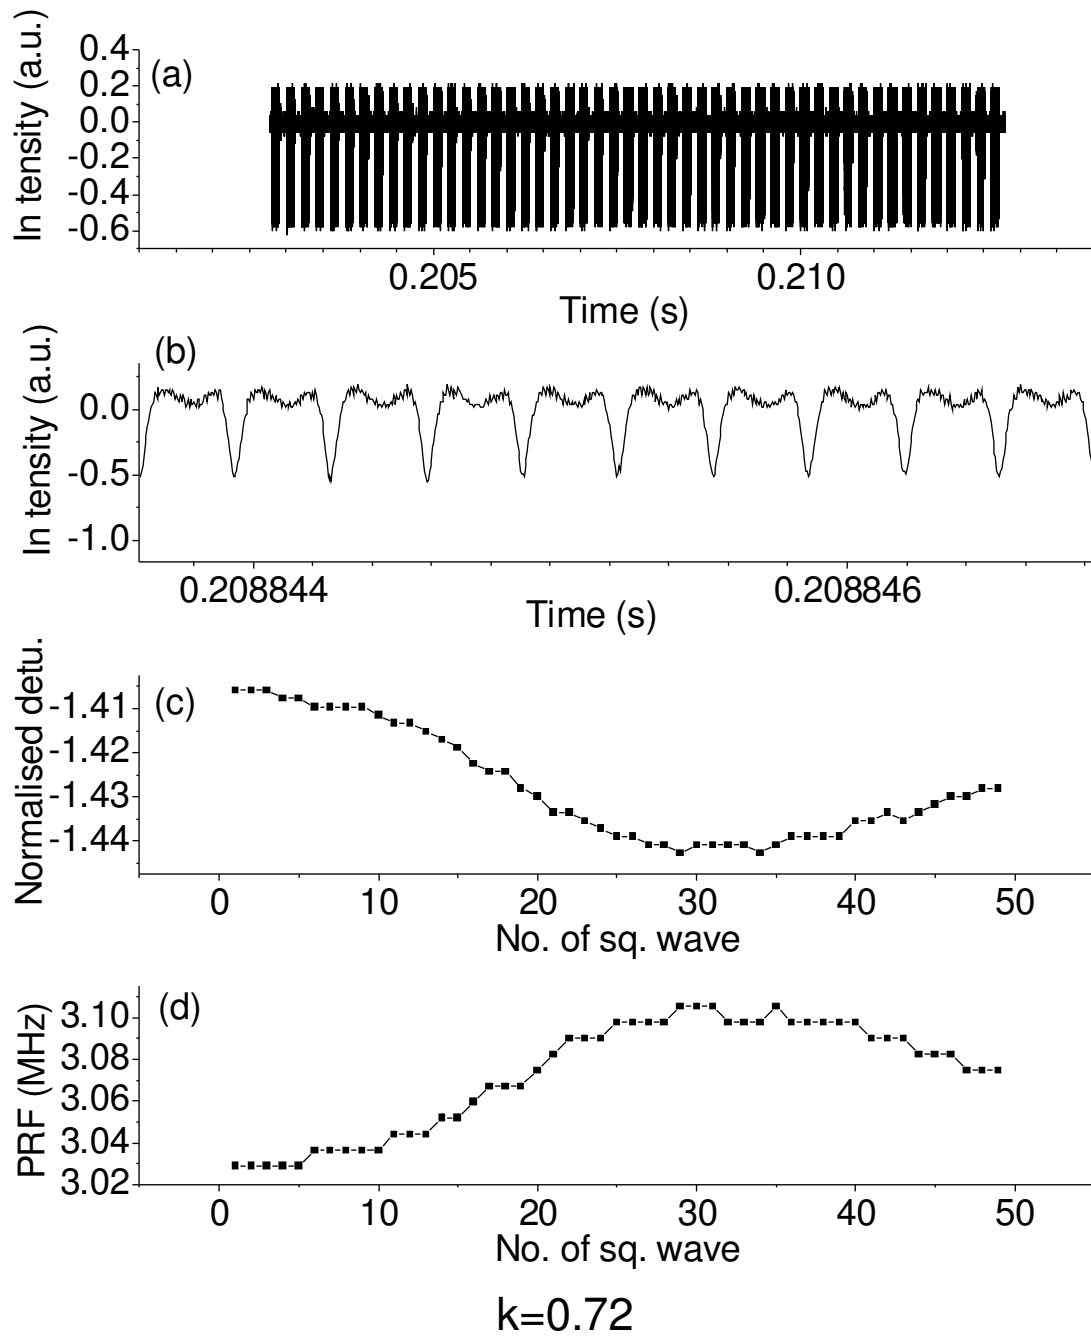 In tensity (a.u.)
(a)
0.4
0.2
0.0
-0.2
-0.4
-0.6
0.205
0.210
Time (s)
In tensity (a.u.)
(b)
0.0
-0.5
-1.0
0.208844
0.208846
Time (s)
Normalised detu.
(c)
-1.41
-1.42
-1.43
-1.44
0 10 20 30 40 50
No. of sq. wave
PRF (MHz)
(d)
3.10
3.08
3.06
3.04
3.02
0 10 20 30 40 50
No. of sq. wave
k=0.72